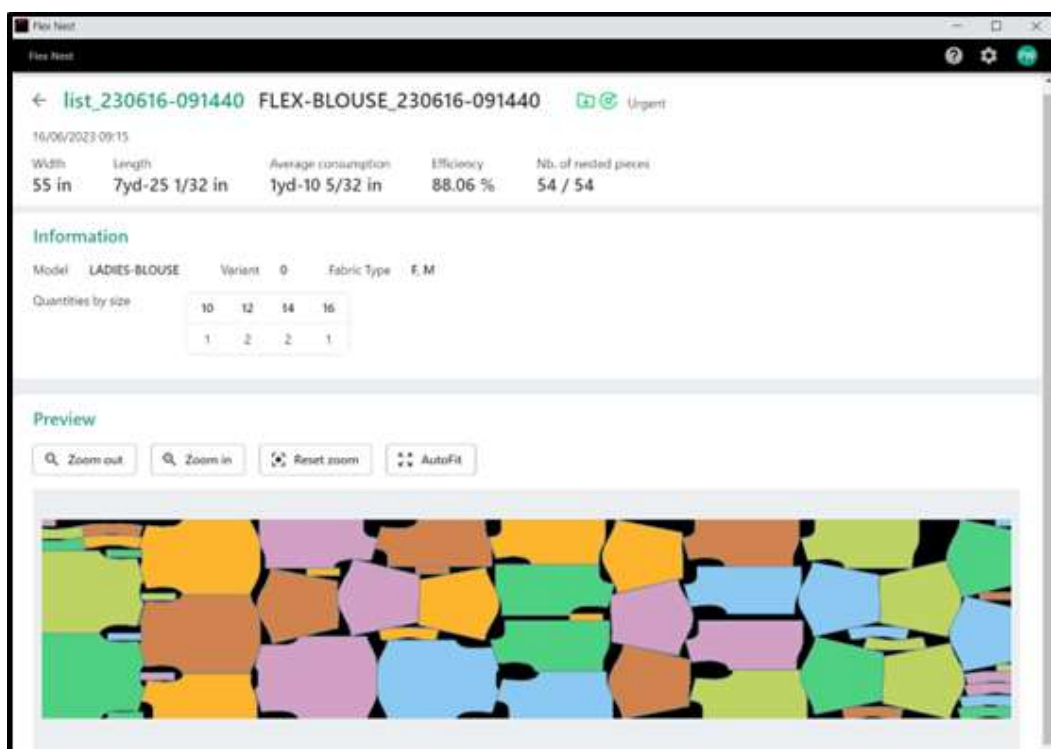 Flex Nest
Flex Nest
list_230616-091440 FLEX-BLOUSE_230616-091440 Urgent
16/06/2023 09:15
Width Length Average consumption Efficiency Nb. of nested pieces
55 in 7yd-25 1/32 in 1yd-10 5/32 in 88.06 % 54 / 54
Information
Model LADIES-BLOUSE Variant 0 Fabric Type F, M
Quantities by size
10 12 14 16
1 2 2 1
Preview
Zoom out Zoom in Reset zoom AutoFit